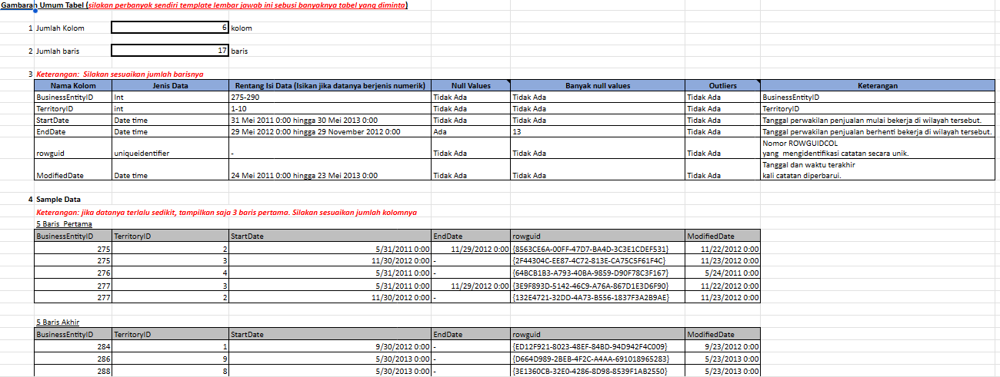 Gambaran Umum Tabel (silakan perbanyak sendiri template lembar jawab ini sebusi banyaknya tabel yang diminta)
1 Jumlah Kolom 6 kolom
2 Jumlah baris 17 baris
3 Keterangan: Silakan sesuaikan jumlah barisnya
Nama Kolom Jenis Data Rentang Isi Data (Isikan jika datanya berjenis numerik) Null Values Banyak null values Outliers Keterangan
BusinessEntityID Int 275-290 Tidak Ada Tidak Ada Tidak Ada BusinessEntityID
TerritoryID int 1-10 Tidak Ada Tidak Ada Tidak Ada TerritoryID
StartDate Date time 31 Mei 2011 0:00 hingga 30 Mei 2013 0:00 Tidak Ada Tidak Ada Tidak Ada Tanggal perwakilan penjualan mulai bekerja di wilayah tersebut.
EndDate Date time 29 Mei 2012 0:00 hingga 29 November 2012 0:00 Ada 13 Tidak Ada Tanggal perwakilan penjualan berhenti bekerja di wilayah tersebut.
Nomor ROWGUIDCOL
rowguid uniqueidentifier - Tidak Ada Tidak Ada Tidak Ada yang mengidentifikasi catatan secara unik.
Tanggal dan waktu terakhir
ModifiedDate Date time 24 Mei 2011 0:00 hingga 23 Mei 2013 0:00 Tidak Ada Tidak Ada Tidak Ada kali catatan diperbarui.
4 Sample Data
Keterangan: jika datanya terlalu sedikit, tampilkan saja 3 baris pertama. Silakan sesuaikan jumlah kolomnya
5 Baris Pertama
BusinessEntityID TerritoryID StartDate EndDate rowguid ModifiedDate
275 2 5/31/2011 0:00 11/29/2012 0:00 {8563CE6A-00FF-47D7-BA4D-3C3E1CDEF531} 11/22/2012 0:00
275 3 11/30/2012 0:00 - {2F44304C-EE87-4C72-813E-CA75C5F61F4C} 11/23/2012 0:00
276 4 5/31/2011 0:00 - {64BCB1B3-A793-40BA-9859-D90F78C3F167} 5/24/2011 0:00
277 3 5/31/2011 0:00 11/29/2012 0:00 {3E9F893D-5142-46C9-A76A-867D1E3D6F90} 11/22/2012 0:00
277 2 11/30/2012 0:00 - {132E4721-32DD-4A73-B556-1837F3A2B9AE} 11/23/2012 0:00
5 Baris Akhir
BusinessEntityID TerritoryID StartDate EndDate rowguid ModifiedDate
284 1 9/30/2012 0:00 - {ED12F921-8023-48EF-84BD-94D942F4C009} 9/23/2012 0:00
286 9 5/30/2013 0:00 - {D664D989-2BEB-4F2C-A4AA-691018965283} 5/23/2013 0:00
288 8 5/30/2013 0:00 - {3E1360CB-32E0-4286-8D98-8539F1AB2550} 5/23/2013 0:00